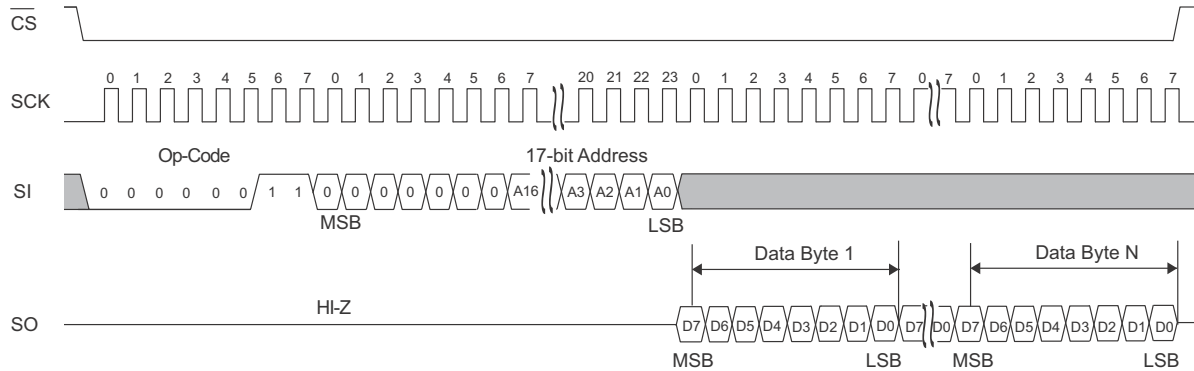 CS
0 1 2 3 4 5 6 7 0 1 2 3 4 5 6 7 20 21 22 23 0 1 2 3 4 5 6 7 0 7 0 1 2 3 4 5 6 7
SCK
Op-Code 17-bit Address
SI 0 0 0 0 0 0 1 1 0 0 0 0 0 0 0 A16 A3 A2 A1 A0
MSB LSB
Data Byte 1 Data Byte N
HI-Z
SO D7 D6 D5 D4 D3 D2 D1 D0 D7 D0 D7 D6 D5 D4 D3 D2 D1 D0
MSB LSB MSB LSB